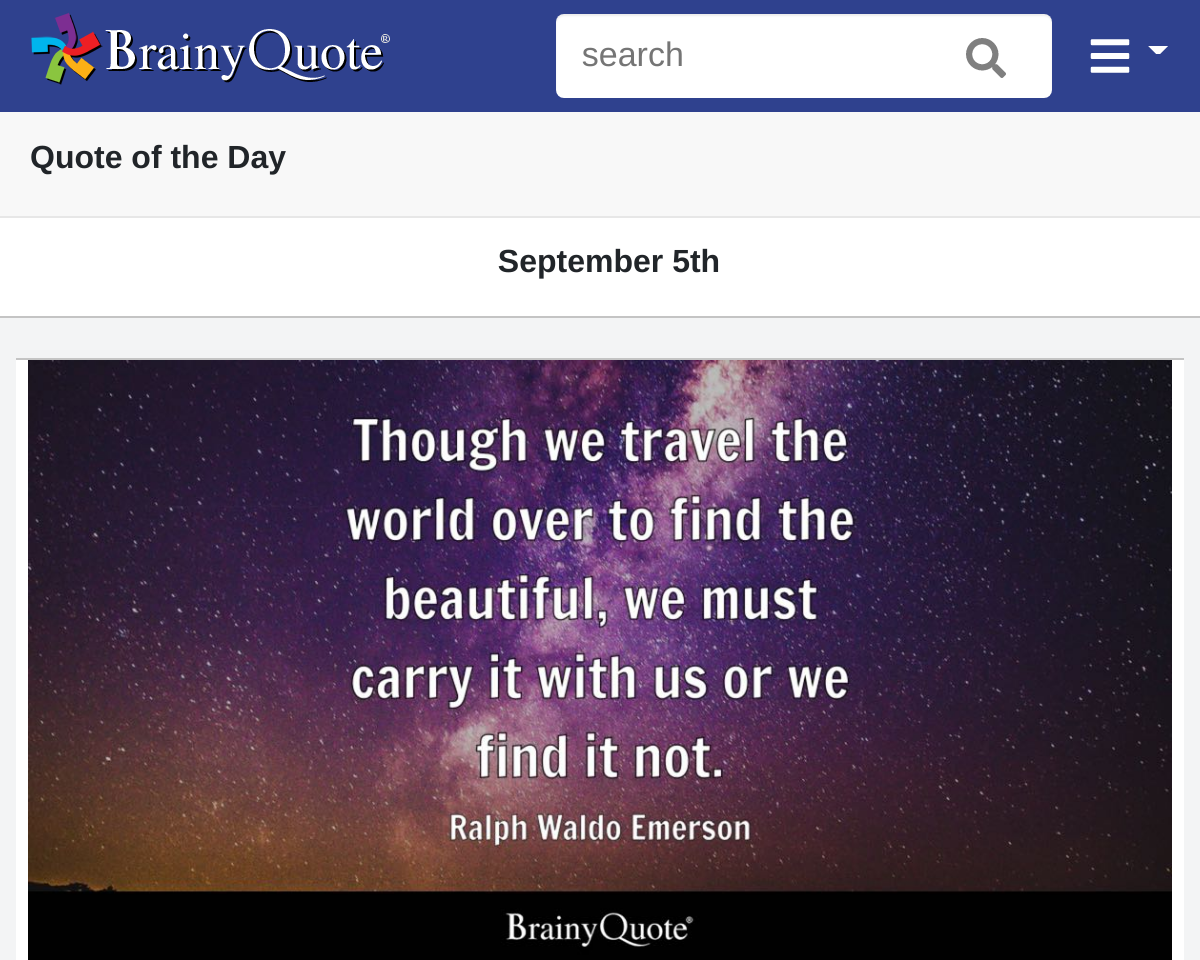 BrainyQuote®
search
Quote of the Day
September 5th
Though we travel the
world over to find the
beautiful, we must
carry it with us or we
find it not.
Ralph Waldo Emerson
BrainyQuote®